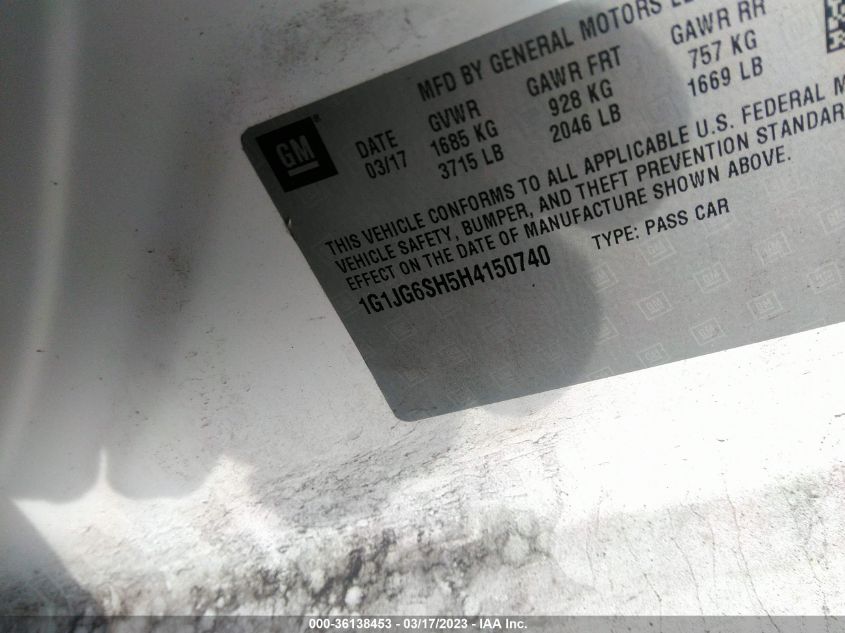 MFD BY GENERAL MOTORS
GM
DATE GVWR GAWR FRT GAWR RR
03/17 1685 KG 928 KG 757 KG
3715 LB 2046 LB 1669 LB
THIS VEHICLE CONFORMS TO ALL APPLICABLE U.S. FEDERAL
VEHICLE SAFETY, BUMPER, AND THEFT PREVENTION STANDAR
EFFECT ON THE DATE OF MANUFACTURE SHOWN ABOVE.
1G1JG6SH5H4150740 TYPE: PASS CAR
000-36138453 - 03/17/2023 - IAA Inc.